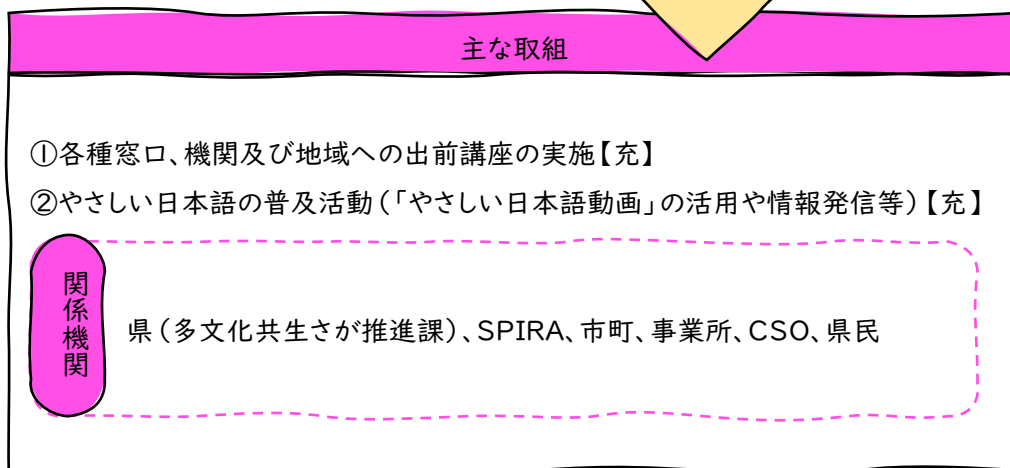 主な取組
①各種窓口、機関及び地域への出前講座の実施【充】
②やさしい日本語の普及活動(「やさしい日本語動画」の活用や情報発信等)【充】
関係機関
県(多文化共生さが推進課)、SPIRA、市町、事業所、CSO、県民